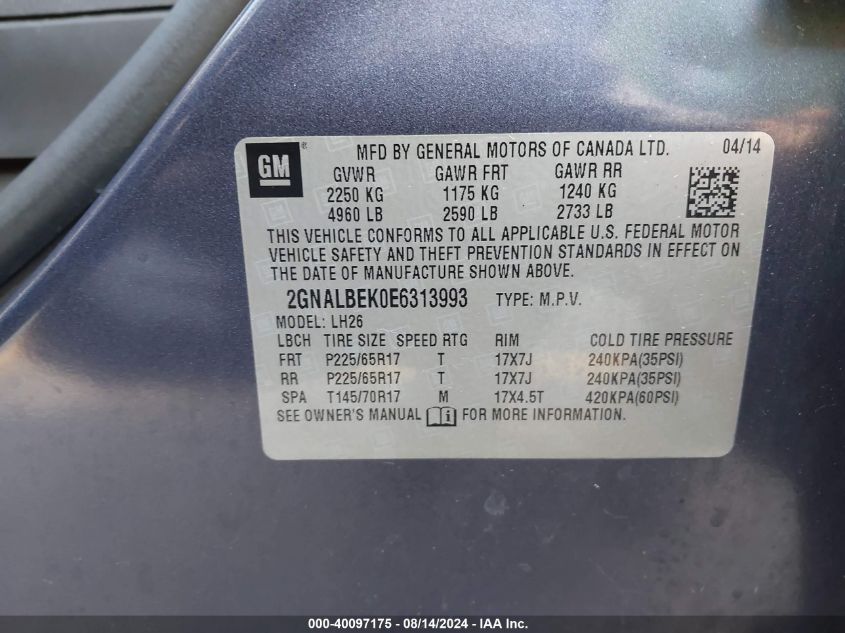 GM ® MFD BY GENERAL MOTORS OF CANADA LTD. 04/14
GVWR GAWR FRT GAWR RR
2250 KG 1175 KG 1240 KG
4960 LB 2590 LB 2733 LB
THIS VEHICLE CONFORMS TO ALL APPLICABLE U.S. FEDERAL MOTOR
VEHICLE SAFETY AND THEFT PREVENTION STANDARDS IN EFFECT ON
THE DATE OF MANUFACTURE SHOWN ABOVE.
2GNALBEK0E6313993 TYPE: M.P.V.
MODEL: LH26
LBCH TIRE SIZE SPEED RTG RIM COLD TIRE PRESSURE
FRT P225/65R17 T 17X7J 240KPA(35PSI)
RR P225/65R17 T 17X7J 240KPA(35PSI)
SPA T145/70R17 M 17X4.5T 420KPA(60PSI)
SEE OWNER'S MANUAL FOR MORE INFORMATION.
000-40097175 - 08/14/2024 - IAA Inc.